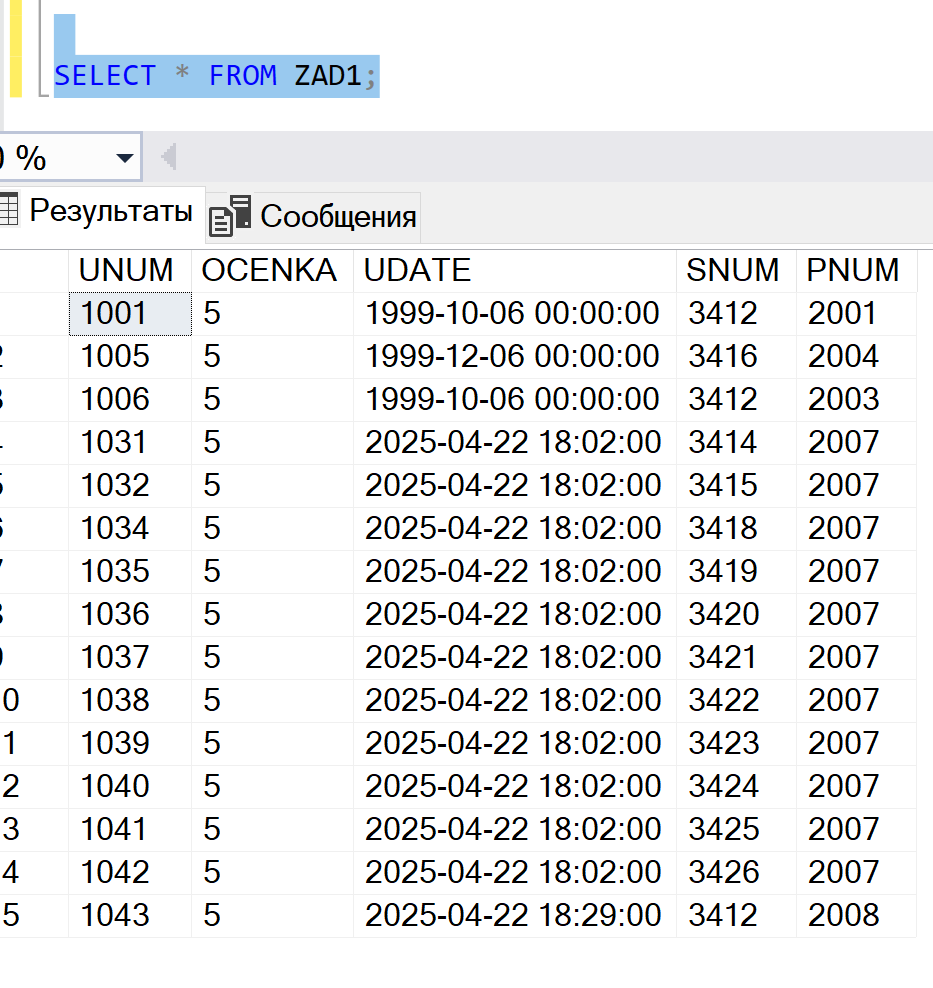 SELECT * FROM ZAD1;
0 %
Результаты Сообщения
UNUM OCENKA UDATE SNUM PNUM
1001 5 1999-10-06 00:00:00 3412 2001
2 1005 5 1999-12-06 00:00:00 3416 2004
3 1006 5 1999-10-06 00:00:00 3412 2003
4 1031 5 2025-04-22 18:02:00 3414 2007
5 1032 5 2025-04-22 18:02:00 3415 2007
6 1034 5 2025-04-22 18:02:00 3418 2007
7 1035 5 2025-04-22 18:02:00 3419 2007
8 1036 5 2025-04-22 18:02:00 3420 2007
9 1037 5 2025-04-22 18:02:00 3421 2007
0 1038 5 2025-04-22 18:02:00 3422 2007
1 1039 5 2025-04-22 18:02:00 3423 2007
2 1040 5 2025-04-22 18:02:00 3424 2007
3 1041 5 2025-04-22 18:02:00 3425 2007
4 1042 5 2025-04-22 18:02:00 3426 2007
5 1043 5 2025-04-22 18:29:00 3412 2008